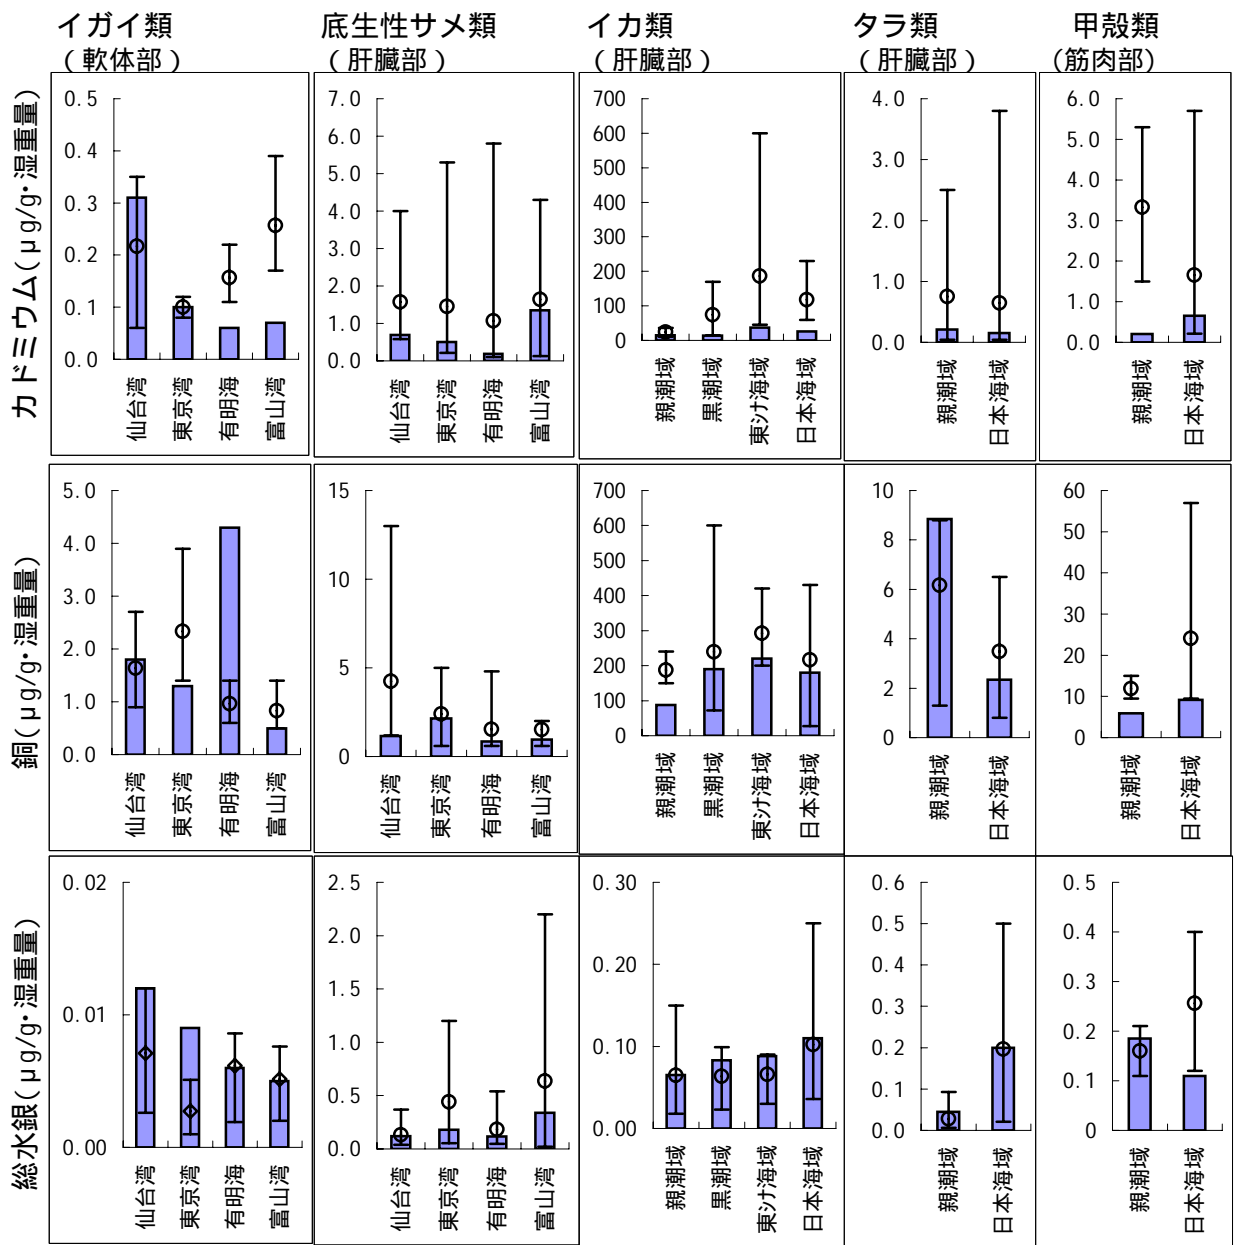 イガイ類
(軟体部)
底生性サメ類
(肝臓部)
イカ類
(肝臓部)
タラ類
(肝臓部)
甲殻類
(筋肉部)
カドミウム(μg/g・湿重量)
0.5
0.4
0.3
0.2
0.1
0.0
仙台湾
東京湾
有明海
富山湾
7.0
6.0
5.0
4.0
3.0
2.0
1.0
0.0
仙台湾
東京湾
有明海
富山湾
700
600
500
400
300
200
100
0
親潮域
黒潮域
東シナ海域
日本海域
4.0
3.0
2.0
1.0
0.0
親潮域
日本海域
6.0
5.0
4.0
3.0
2.0
1.0
0.0
親潮域
日本海域
銅(μg/g・湿重量)
5.0
4.0
3.0
2.0
1.0
0.0
仙台湾
東京湾
有明海
富山湾
15
10
5
0
仙台湾
東京湾
有明海
富山湾
700
600
500
400
300
200
100
0
親潮域
黒潮域
東シナ海域
日本海域
10
8
6
4
2
0
親潮域
日本海域
60
50
40
30
20
10
0
親潮域
日本海域
総水銀(μg/g・湿重量)
0.02
0.01
0.00
仙台湾
東京湾
有明海
富山湾
2.5
2.0
1.5
1.0
0.5
0.0
仙台湾
東京湾
有明海
富山湾
0.30
0.20
0.10
0.00
親潮域
黒潮域
東シナ海域
日本海域
0.6
0.5
0.4
0.3
0.2
0.1
0.0
親潮域
日本海域
0.5
0.4
0.3
0.2
0.1
0
親潮域
日本海域